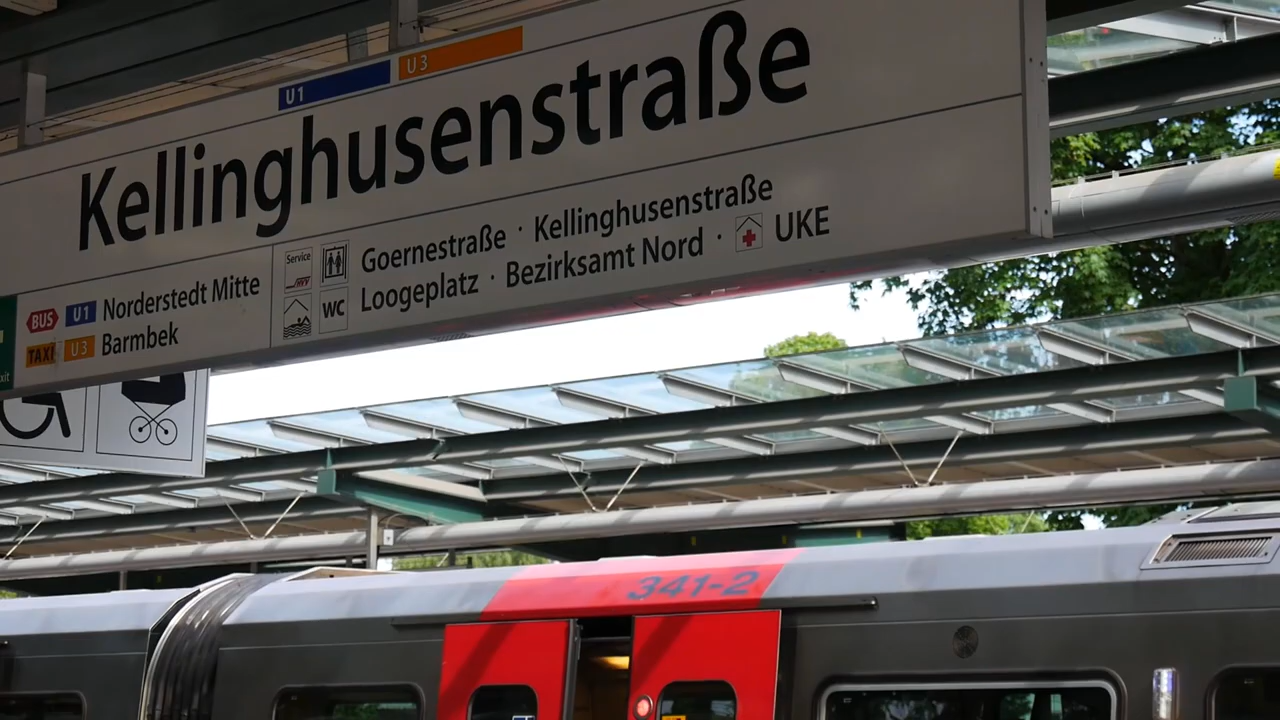 U1 U3
Kellinghusenstraße
BUS U1 Norderstedt Mitte
TAXI U3 Barmbek
Service
HVV
WC
Goernestraße · Kellinghusenstraße
Loogeplatz · Bezirksamt Nord · UKE
341-2